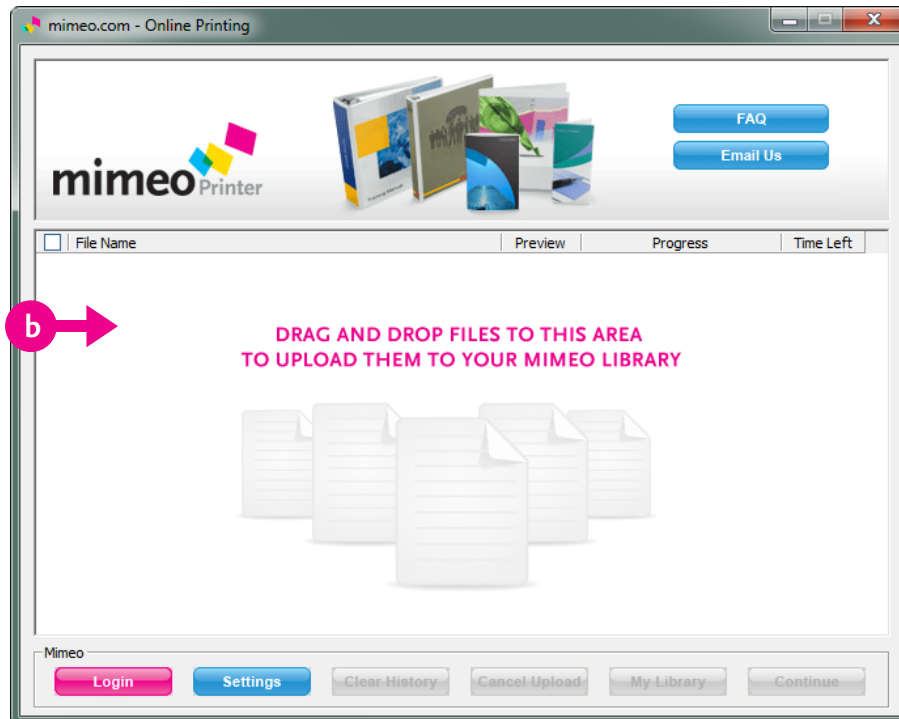 mimeo.com - Online Printing
mimeo Printer
Training Manual
FAQ
Email Us
File Name Preview Progress Time Left
b
DRAG AND DROP FILES TO THIS AREA
TO UPLOAD THEM TO YOUR MIMEO LIBRARY
Mimeo
Login Settings Clear History Cancel Upload My Library Continue